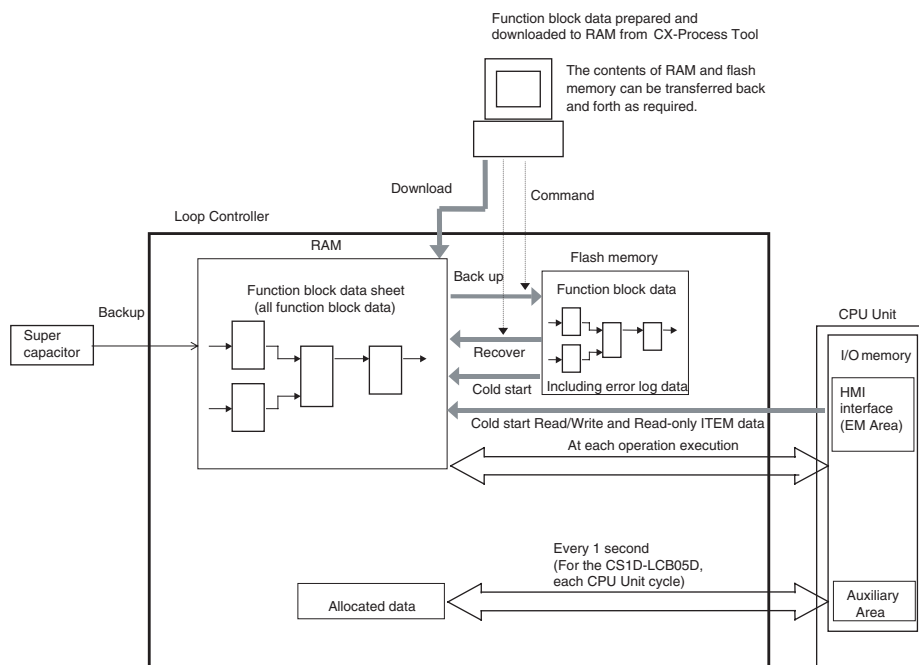 Function block data prepared and
downloaded to RAM from CX-Process Tool
The contents of RAM and flash
memory can be transferred back
and forth as required.
Download
Command
Loop Controller
RAM
Flash memory
Back up
Function block data sheet
(all function block data)
Function block data
Backup
CPU Unit
Super
capacitor
I/O memory
Recover
Cold start
Including error log data
HMI
interface
(EM Area)
Cold start Read/Write and Read-only ITEM data
At each operation execution
Every 1 second
(For the CS1D-LCB05D,
each CPU Unit cycle)
Allocated data
Auxiliary
Area